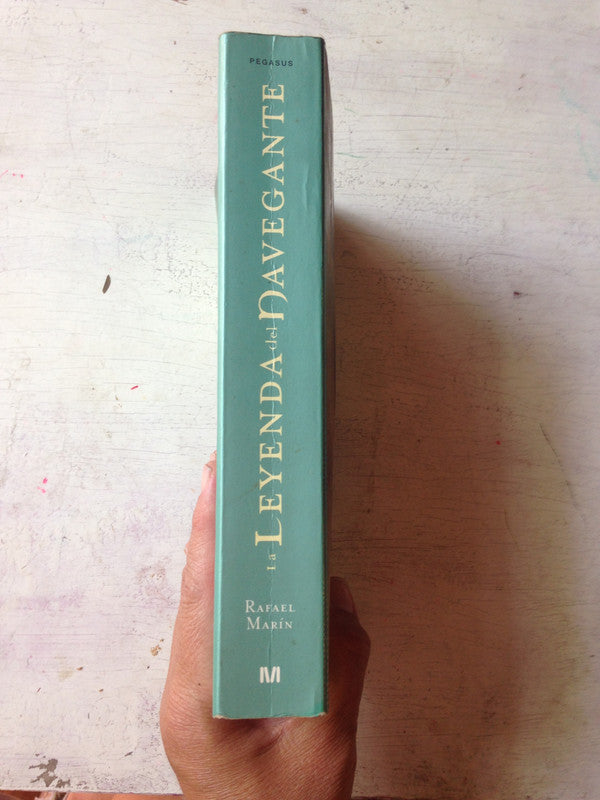 PEGASUS
La LEYENDA del NAVEGANTE
RAFAEL
MARÍN
M